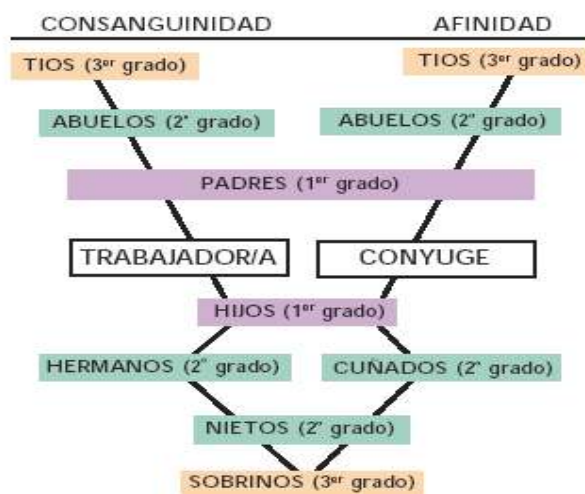 CONSANGUINIDAD AFINIDAD
TIOS (3er grado) TIOS (3er grado)
ABUELOS (2º grado) ABUELOS (2º grado)
PADRES (1er grado)
TRABAJADOR/A CONYUGE
HIJOS (1er grado)
HERMANOS (2º grado) CUÑADOS (2º grado)
NIETOS (2º grado)
SOBRINOS (3er grado)